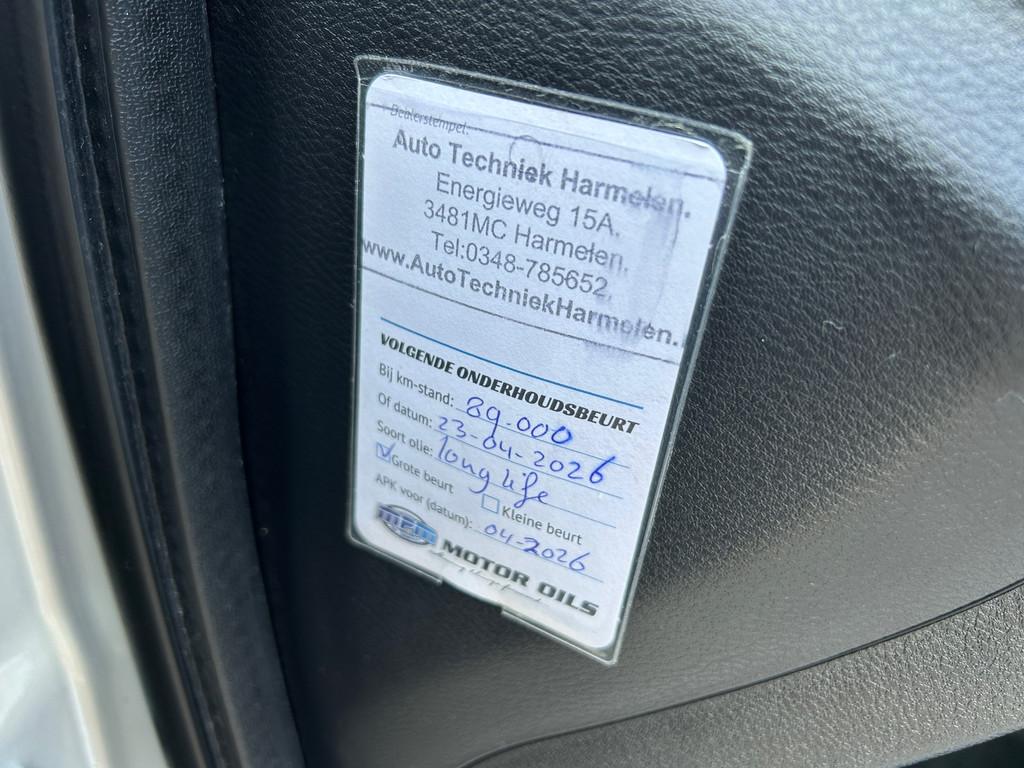 Dealerstempel:
Auto Techniek Harmelen.
Energieweg 15A.
3481MC Harmelen.
Tel:0348-785652.
www.AutoTechniekHarmelen.
VOLGENDE ONDERHOUDSBEURT
Bij km-stand: 89.000
Of datum: 23-04-2026
Soort olie: long life
Grote beurt Kleine beurt
APK voor (datum): 04-2026
MOTOR OILS